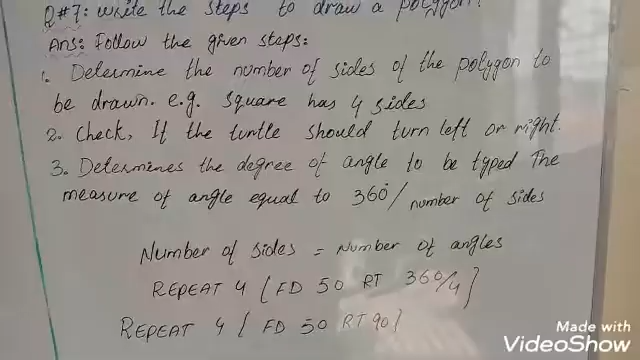 Q#7: Write the steps to draw a polygon?
Ans: Follow the given steps:
1. Determine the number of sides of the polygon to
be drawn. e.g. square has 4 sides
2. Check, If the turtle should turn left or right.
3. Determines the degree of angle to be typed The
measure of angle equal to 360°/number of sides
Number of sides = Number of angles
REPEAT 4 [FD 50 RT 360/4]
REPEAT 4 [FD 50 RT 90]
Made with
VideoShow